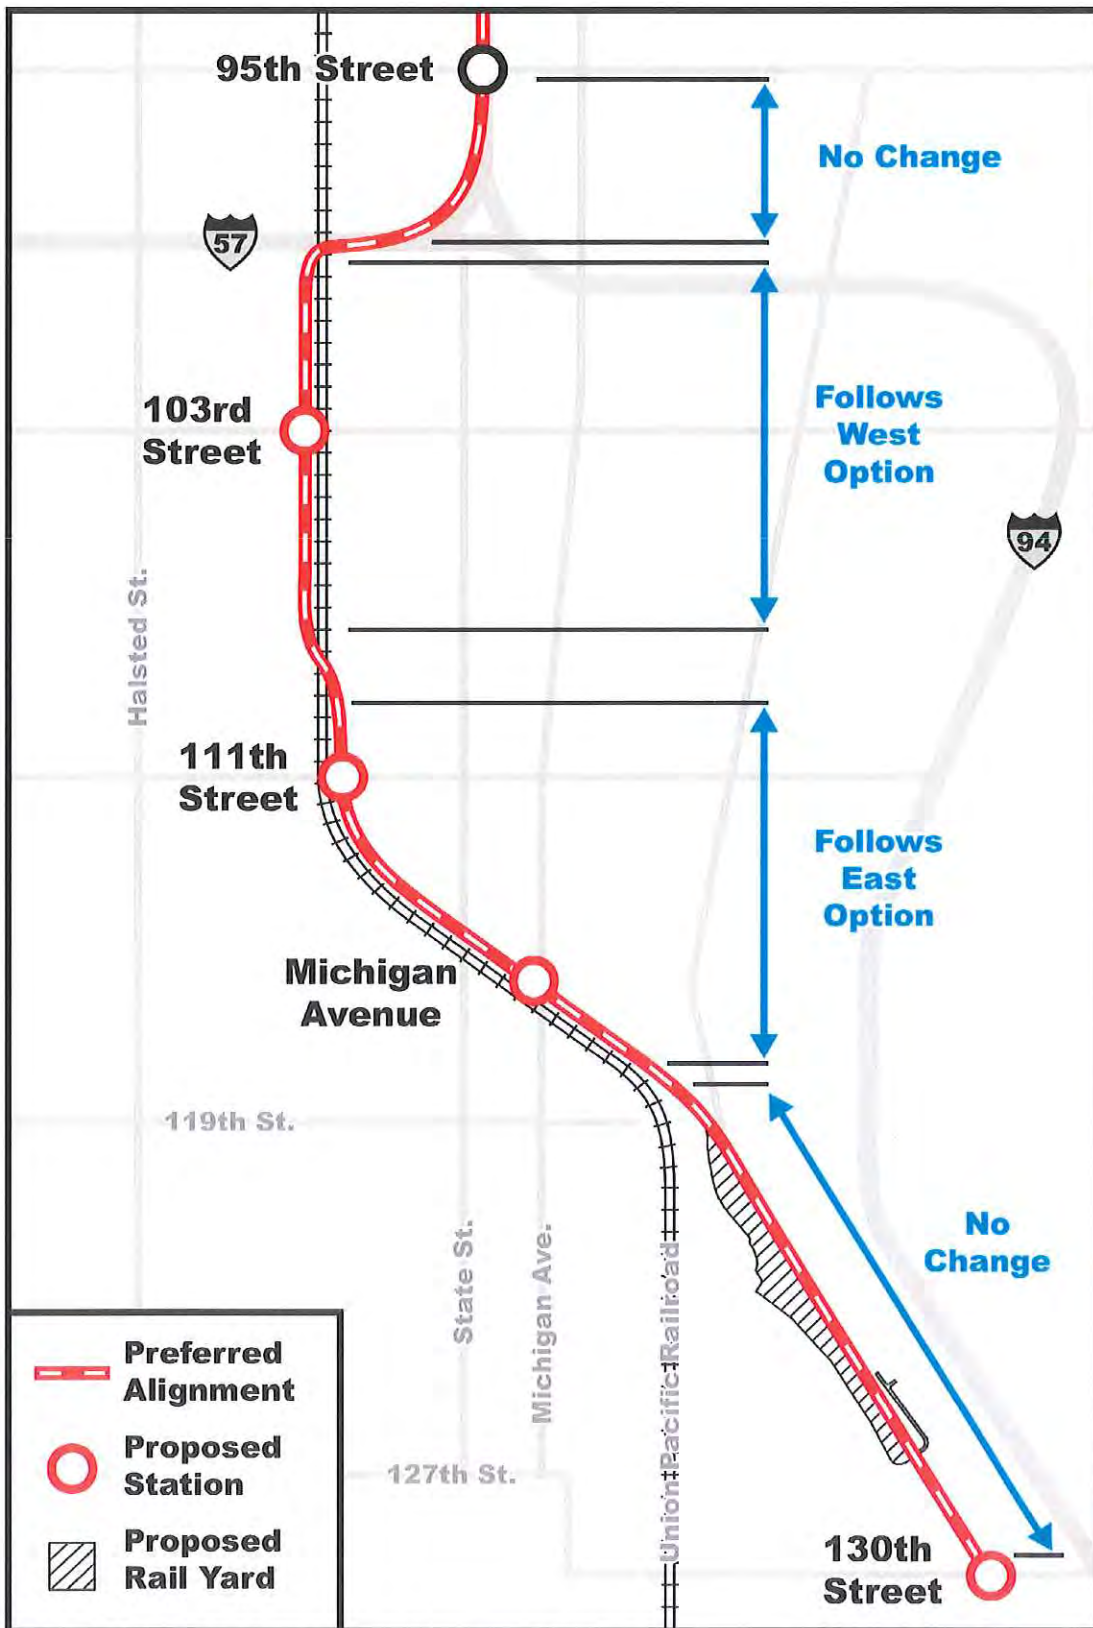 95th Street
No Change
57
103rd
Street
Follows
West
Option
94
Halsted St.
111th
Street
Follows
East
Option
Michigan
Avenue
119th St.
No
Change
State St.
Michigan Ave.
Union Pacific Railroad
Preferred
Alignment
Proposed
Station
127th St.
Proposed
Rail Yard
130th
Street